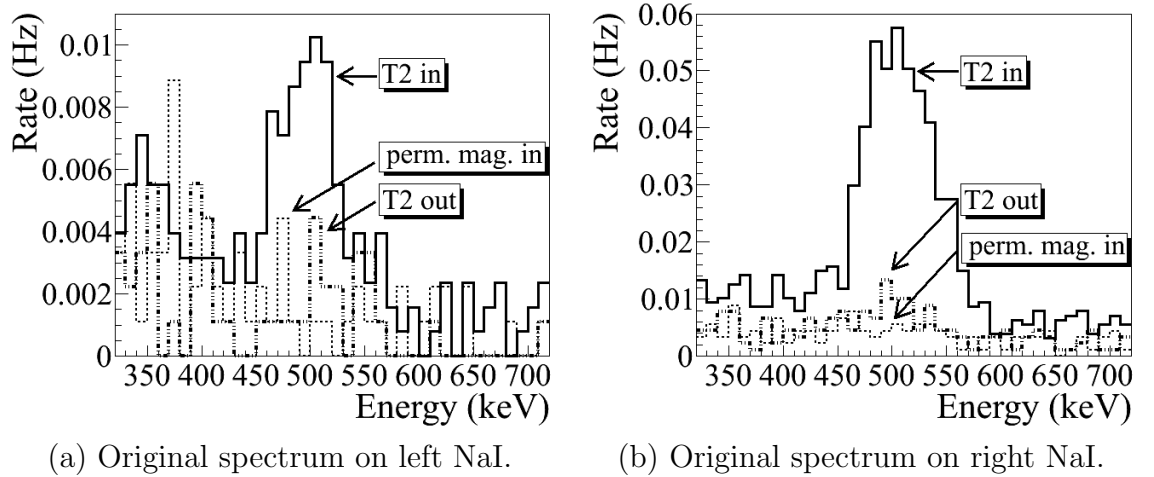 Rate (Hz)
0.01
0.008
0.006
0.004
0.002
0
T2 in
perm. mag. in
T2 out
350 400 450 500 550 600 650 700
Energy (keV)
(a) Original spectrum on left NaI.
Rate (Hz)
0.06
0.05
0.04
0.03
0.02
0.01
0
T2 in
T2 out
perm. mag. in
350 400 450 500 550 600 650 700
Energy (keV)
(b) Original spectrum on right NaI.